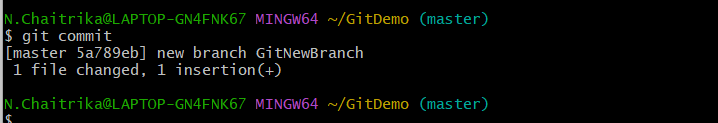 N.Chaitrika@LAPTOP-GN4FNK67 MINGW64 ~/GitDemo (master)
$ git commit
[master 5a789eb] new branch GitNewBranch
 1 file changed, 1 insertion(+)
N.Chaitrika@LAPTOP-GN4FNK67 MINGW64 ~/GitDemo (master)
$